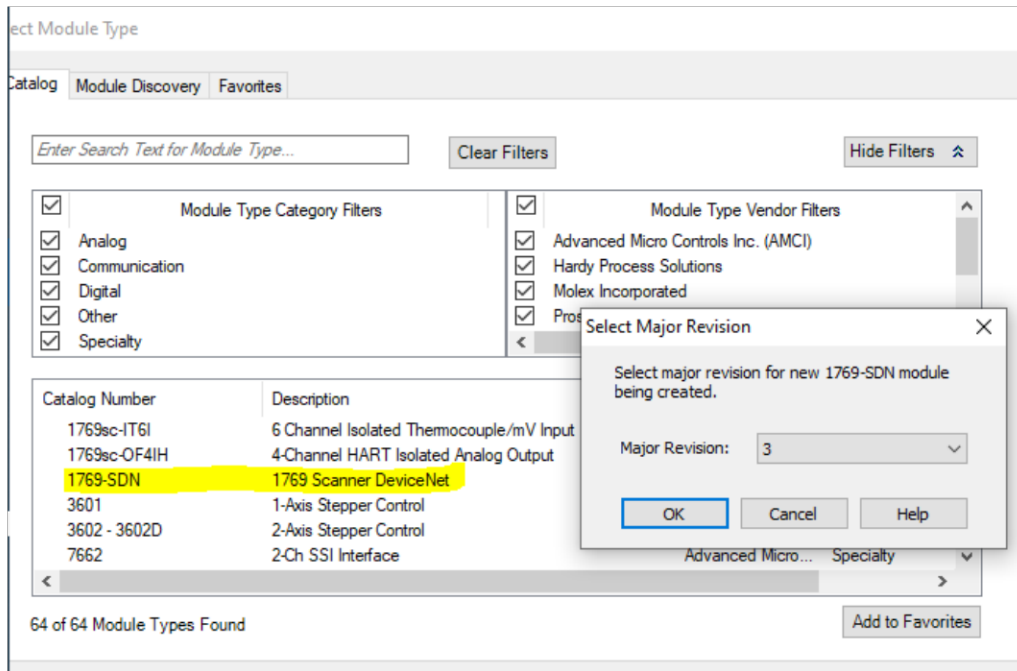 ect Module Type
Catalog Module Discovery Favorites
Enter Search Text for Module Type...
Clear Filters
Hide Filters
Module Type Category Filters
Analog
Communication
Digital
Other
Specialty
Module Type Vendor Filters
Advanced Micro Controls Inc. (AMCI)
Hardy Process Solutions
Molex Incorporated
Pros
Select Major Revision
Select major revision for new 1769-SDN module
being created.
Major Revision: 3
OK Cancel Help
Catalog Number Description
1769sc-IT6I 6 Channel Isolated Thermocouple/mV Input
1769sc-OF4IH 4-Channel HART Isolated Analog Output
1769-SDN 1769 Scanner DeviceNet
3601 1-Axis Stepper Control
3602 - 3602D 2-Axis Stepper Control
7662 2-Ch SSI Interface Advanced Micro... Specialty
64 of 64 Module Types Found
Add to Favorites